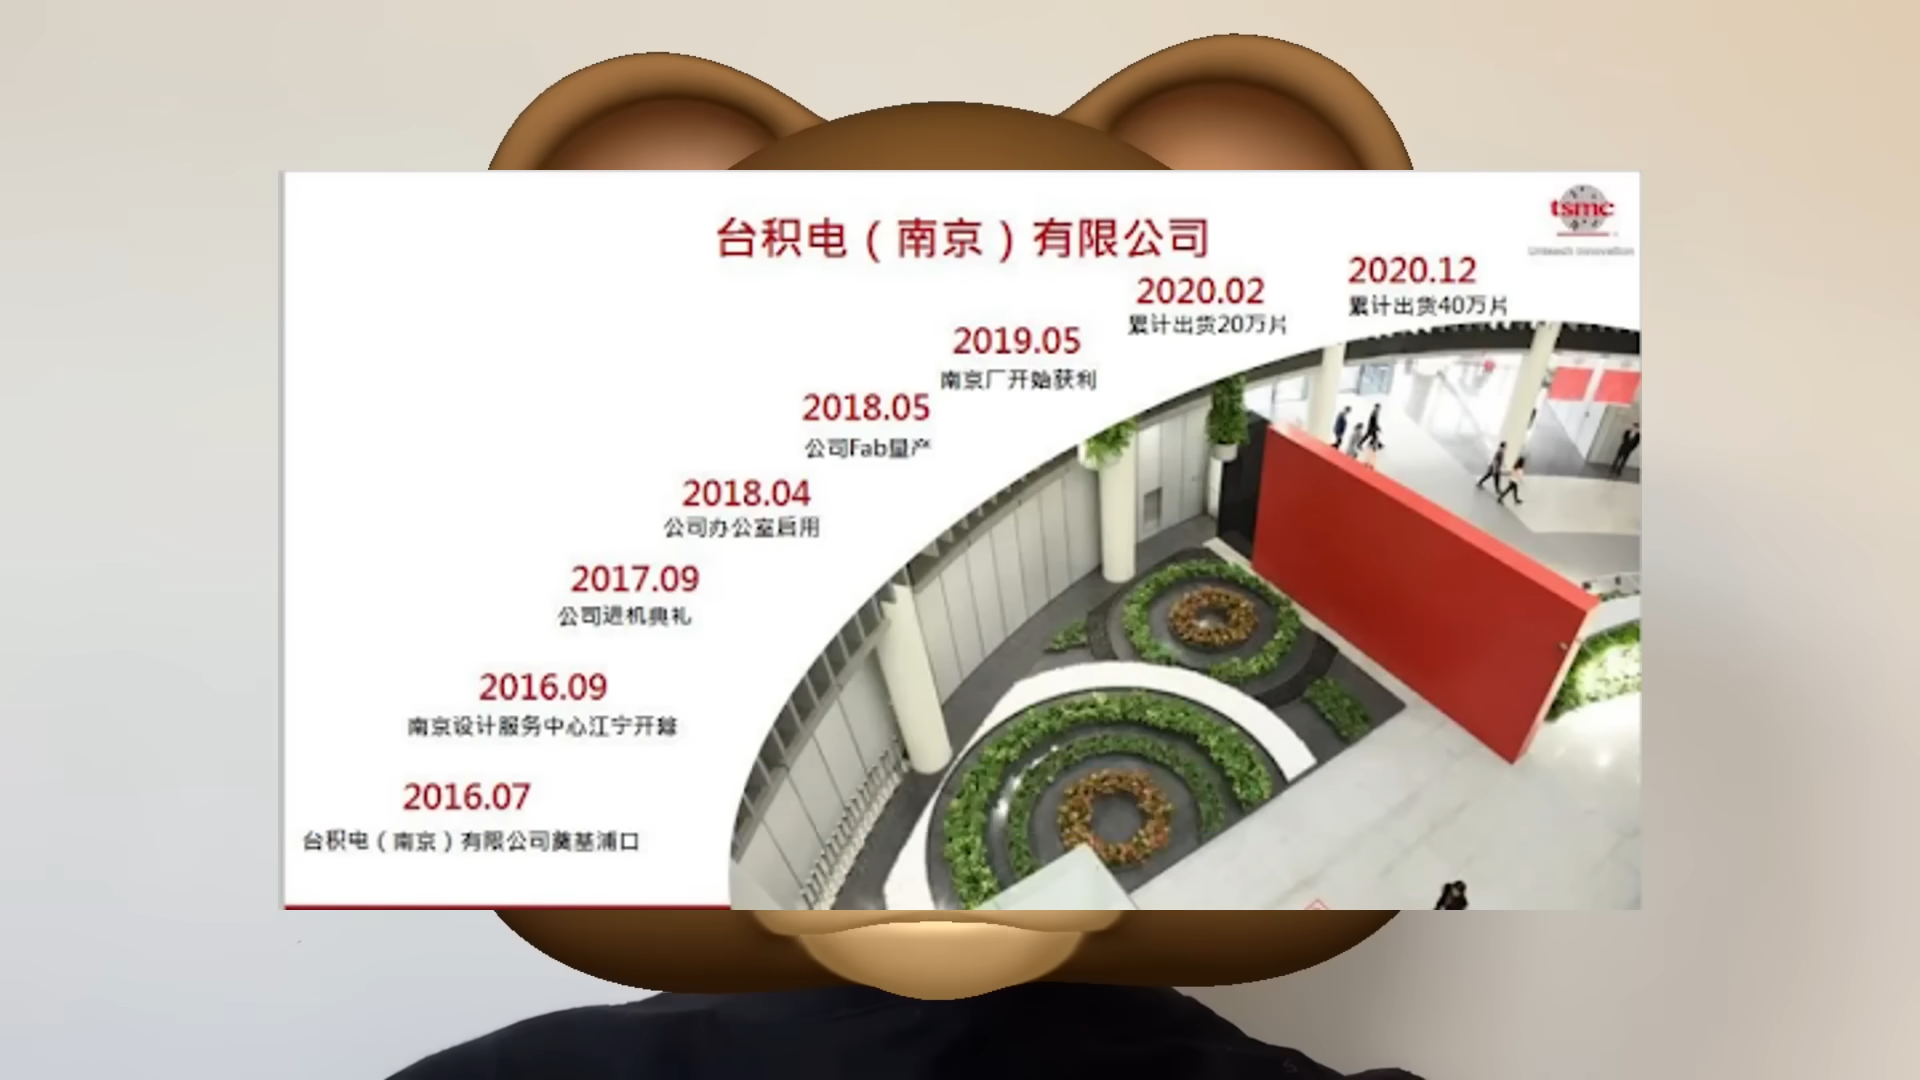 台积电（南京）有限公司
tsmc
2020.12
累计出货40万片
2020.02
累计出货20万片
2019.05
南京厂开始获利
2018.05
公司Fab量产
2018.04
公司办公室启用
2017.09
公司进机典礼
2016.09
南京设计服务中心江宁开幕
2016.07
台积电（南京）有限公司奠基浦口